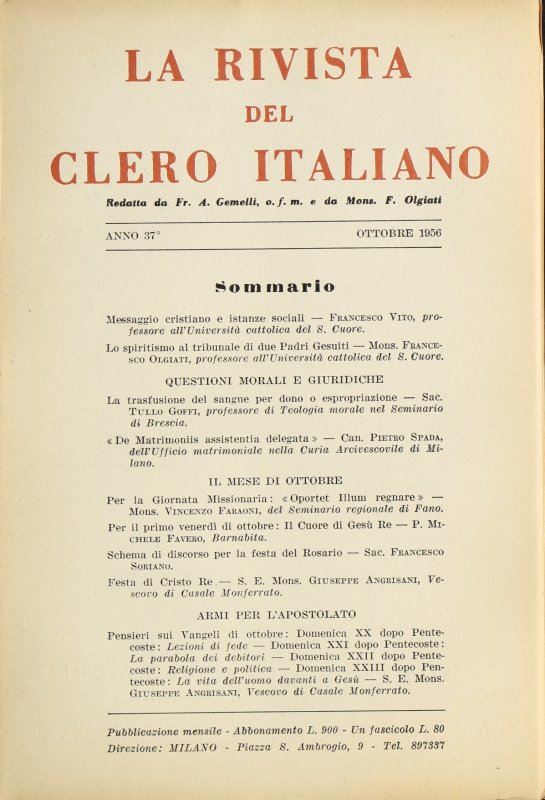 LA RIVISTA
DEL
CLERO ITALIANO
Redatta da Fr. A. Gemelli, o. f. m. e da Mons. F. Olgiati
ANNO 37° OTTOBRE 1956
Sommario
Messaggio cristiano e istanze sociali — FRANCESCO VITO, pro-
fessore all'Università cattolica del S. Cuore.
Lo spiritismo al tribunale di due Padri Gesuiti — Mons. FRANCE-
SCO OLGIATI, professore all'Università cattolica del S. Cuore.
QUESTIONI MORALI E GIURIDICHE
La trasfusione del sangue per dono o espropriazione. — Sac.
TULLO GOFFI, professore di Teologia morale nel Seminario
di Brescia.
« De Matrimoniis assistentia delegata » — Can. PIETRO SPADA,
dell'Ufficio matrimoniale nella Curia Arcivescovile di Mi-
lano.
IL MESE DI OTTOBRE
Per la Giornata Missionaria: « Oportet Illum regnare » —
Mons. VINCENZO FARAONI, del Seminario regionale di Fano.
Per il primo venerdì di ottobre: Il Cuore di Gesù Re — P. MI-
CHELE FAVERO, Barnabita.
Schema di discorso per la festa del Rosario — Sac. FRANCESCO
SORIANO.
Festa di Cristo Re — S. E. Mons. GIUSEPPE ANGRISANI, Ve-
scovo di Casale Monferrato.
ARMI PER L'APOSTOLATO
Pensieri sui Vangeli di ottobre: Domenica XX dopo Pente-
coste: Lezioni di fede — Domenica XXI dopo Pentecoste:
La parabola dei debitori — Domenica XXII dopo Pente-
coste: Religione e politica — Domenica XXIII dopo Pen-
tecoste: La vita dell'uomo davanti a Gesù — S. E. Mons.
GIUSEPPE ANGRISANI, Vescovo di Casale Monferrato.
Pubblicazione mensile - Abbonamento L. 900 - Un fascicolo L. 80
Direzione: MILANO - Piazza S. Ambrogio, 9 - Tel. 897337